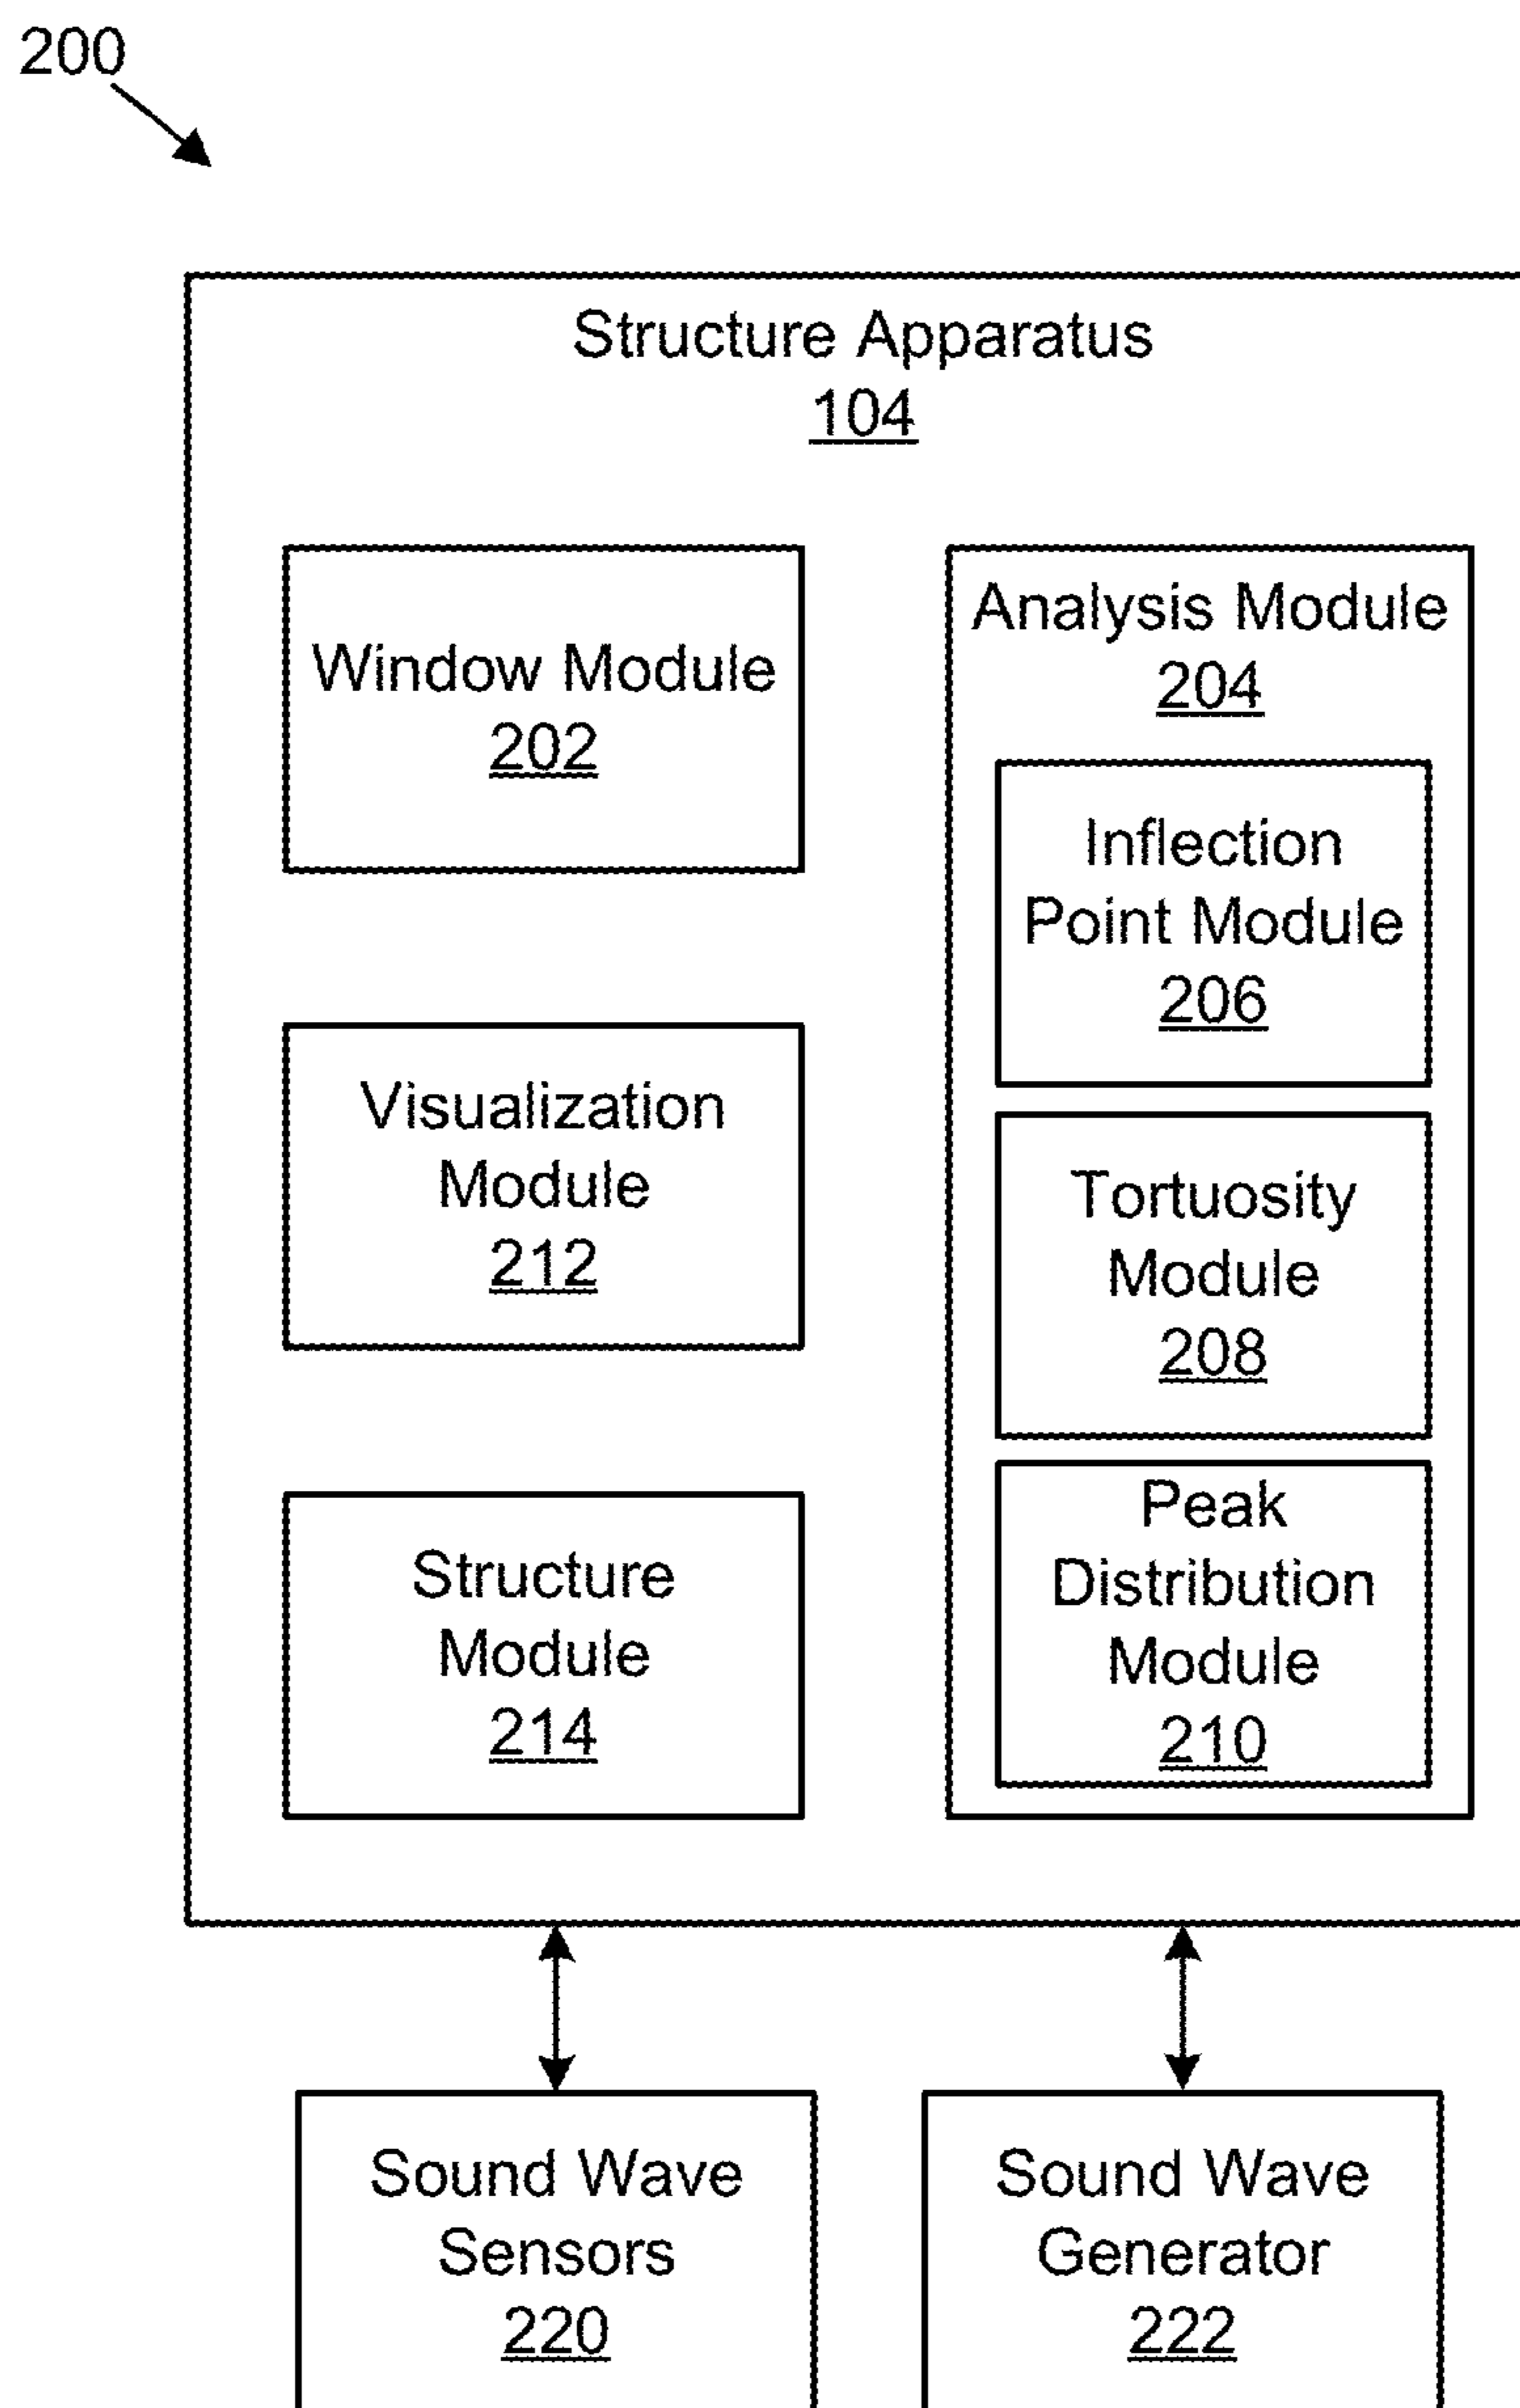 200
Structure Apparatus
104
Window Module
202
Analysis Module
204
Inflection
Point Module
206
Visualization
Module
212
Tortuosity
Module
208
Structure
Module
214
Peak
Distribution
Module
210
Sound Wave
Sensors
220
Sound Wave
Generator
222